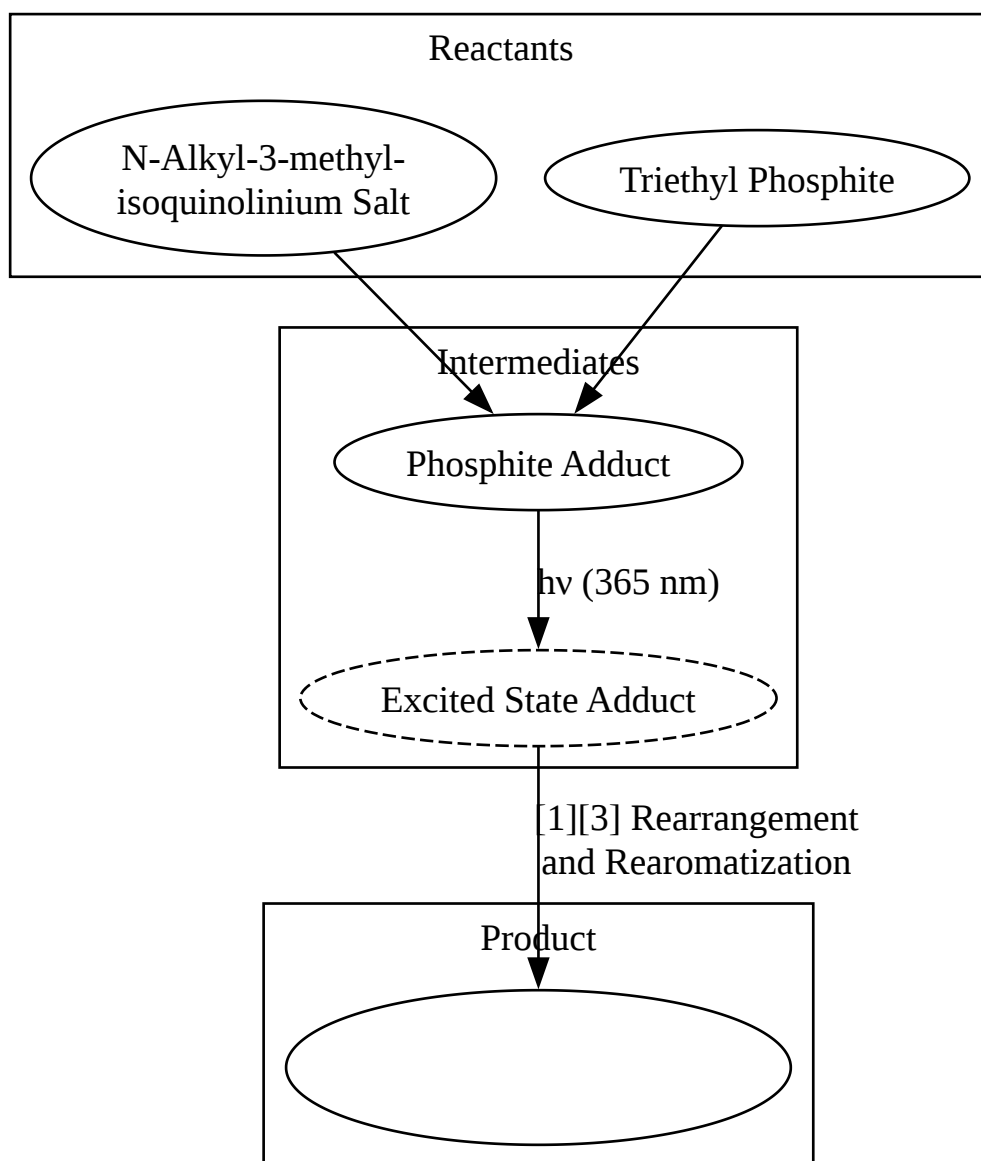 Reactants
N-Alkyl-3-methyl-
isoquinolinium Salt
Triethyl Phosphite
Intermediates
Phosphite Adduct
hν (365 nm)
Excited State Adduct
[1][3] Rearrangement
and Rearomatization
Product